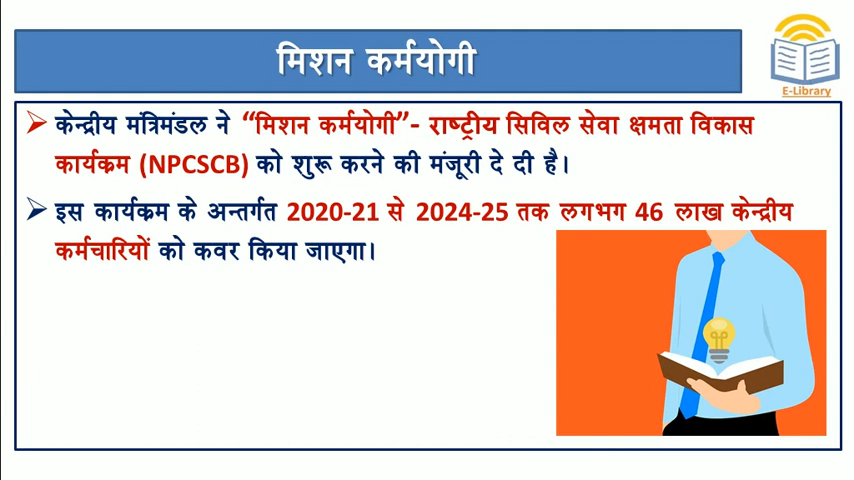 मिशन कर्मयोगी
E-Library
केन्द्रीय मंत्रिमंडल ने “मिशन कर्मयोगी”- राष्ट्रीय सिविल सेवा क्षमता विकास
कार्यक्रम (NPCSCB) को शुरू करने की मंजूरी दे दी है।
इस कार्यक्रम के अन्तर्गत 2020-21 से 2024-25 तक लगभग 46 लाख केन्द्रीय
कर्मचारियों को कवर किया जाएगा।